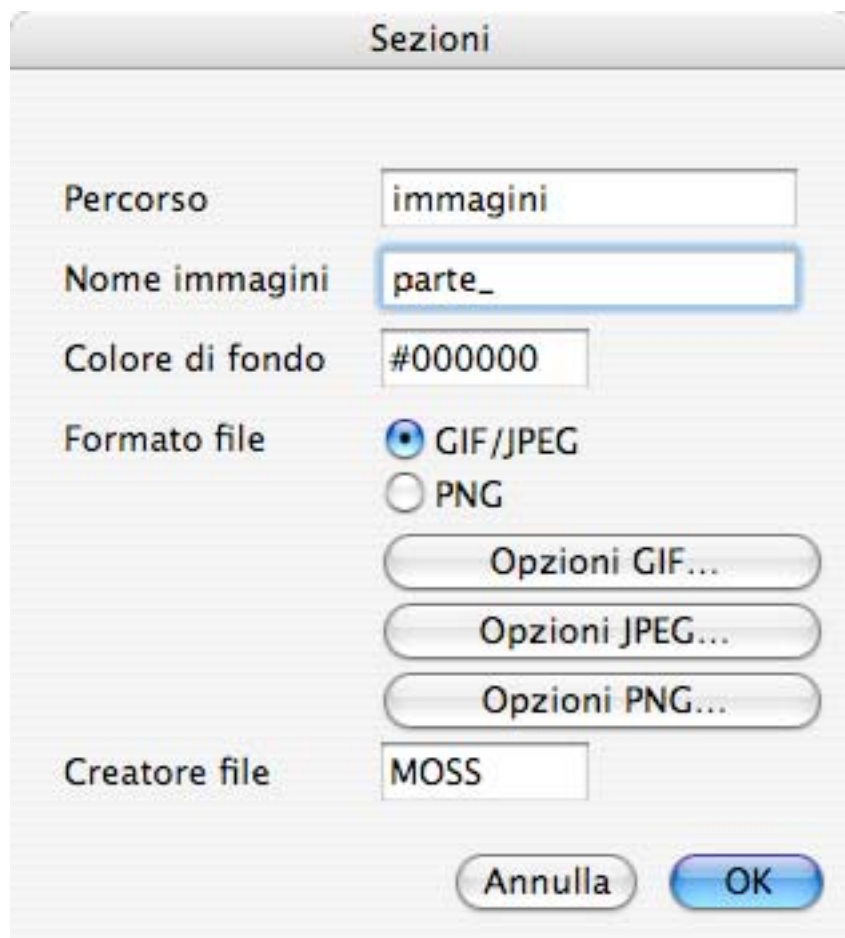 Sezioni
Percorso immagini
Nome immagini parte_
Colore di fondo #000000
Formato file GIF/JPEG
PNG
Opzioni GIF...
Opzioni JPEG...
Opzioni PNG...
Creatore file MOSS
Annulla OK